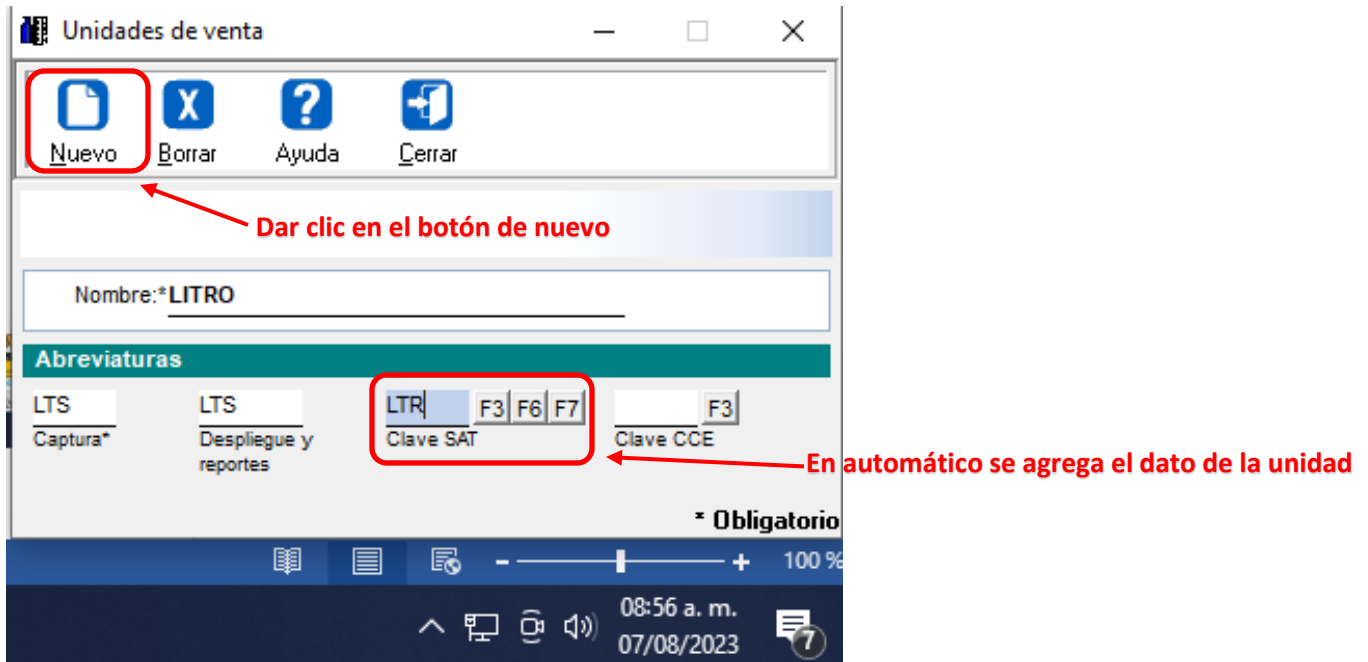 Unidades de venta
Nuevo Borrar Ayuda Cerrar
Dar clic en el botón de nuevo
Nombre:*LITRO
Abreviaturas
LTS LTS LTR F3 F6 F7 F3
Captura* Despliegue y Clave SAT Clave CCE
reportes
En automático se agrega el dato de la unidad
* Obligatorio
100 %
08:56 a. m.
07/08/2023
7